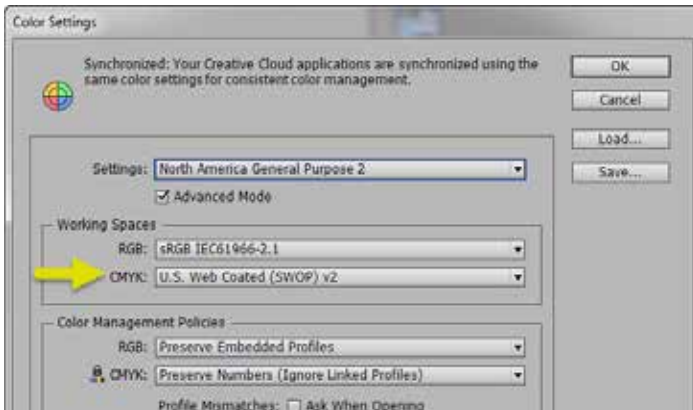 Color Settings
Synchronized: Your Creative Cloud applications are synchronized using the
same color settings for consistent color management.
OK
Cancel
Load...
Save...
Settings: North America General Purpose 2
Advanced Mode
Working Spaces
RGB: sRGB IEC61966-2.1
CMYK: U.S. Web Coated (SWOP) v2
Color Management Policies
RGB: Preserve Embedded Profiles
CMYK: Preserve Numbers (Ignore Linked Profiles)
Profile Mismatches: Ask When Opening